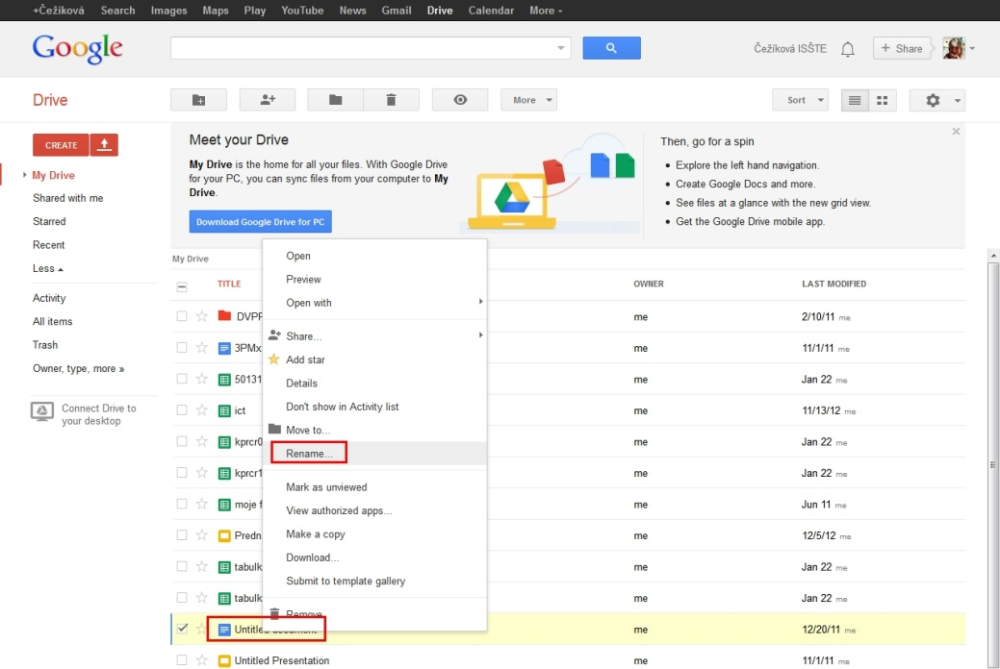 +Čežiková Search Images Maps Play YouTube News Gmail Drive Calendar More
Google
Čežíková ISŠTE + Share
Drive
More
Sort
CREATE
My Drive
Shared with me
Starred
Recent
Less
Activity
All items
Trash
Owner, type, more »
Connect Drive to
your desktop
Meet your Drive
My Drive is the home for all your files. With Google Drive
for your PC, you can sync files from your computer to My
Drive.
Download Google Drive for PC
Then, go for a spin
• Explore the left hand navigation.
• Create Google Docs and more.
• See files at a glance with the new grid view.
• Get the Google Drive mobile app.
My Drive
TITLE OWNER LAST MODIFIED
Open
Preview
Open with
Share...
Add star
Details
Don't show in Activity list
Move to...
Rename...
Mark as unviewed
View authorized apps...
Make a copy
Download...
Submit to template gallery
Remove
me 2/10/11 me
3PMx me 11/1/11 me
50131 me Jan 22 me
ict me 11/13/12 me
kprcr0 me Jan 22 me
kprcr1 me Jan 22 me
moje f me Jun 11 me
Predn me 12/5/12 me
tabulk me Jan 22 me
tabulk me Jan 22 me
Untitled document me 12/20/11 me
Untitled Presentation me 11/1/11 me